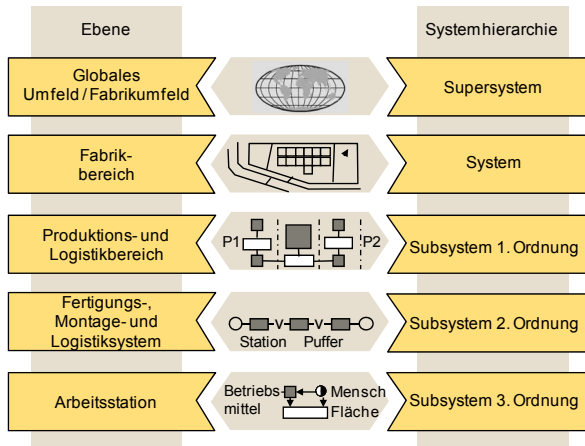 Ebene
Systemhierarchie
Globales
Umfeld / Fabrikumfeld
Supersystem
Fabrik-
bereich
System
Produktions- und
Logistikbereich
P1
P2
Subsystem 1. Ordnung
Fertigungs-,
Montage- und
Logistiksystem
V V
Station Puffer
Subsystem 2. Ordnung
Arbeitsstation
Betriebs-
mittel
Mensch
Fläche
Subsystem 3. Ordnung